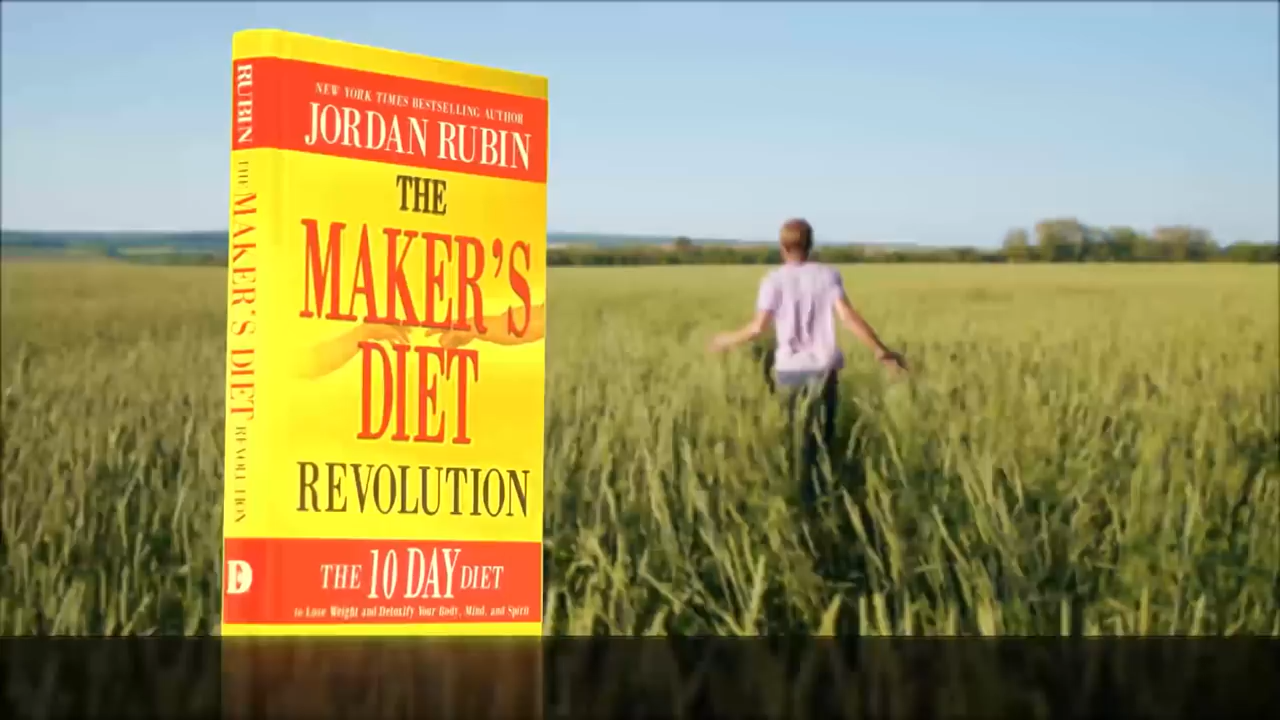 NEW YORK TIMES BESTSELLING AUTHOR
JORDAN RUBIN
THE
MAKER'S
DIET
REVOLUTION
THE 10 DAY DIET
to Lose Weight and Detoxify Your Body, Mind, and Spirit
RUBIN THE MAKER'S DIET REVOLUTION
D